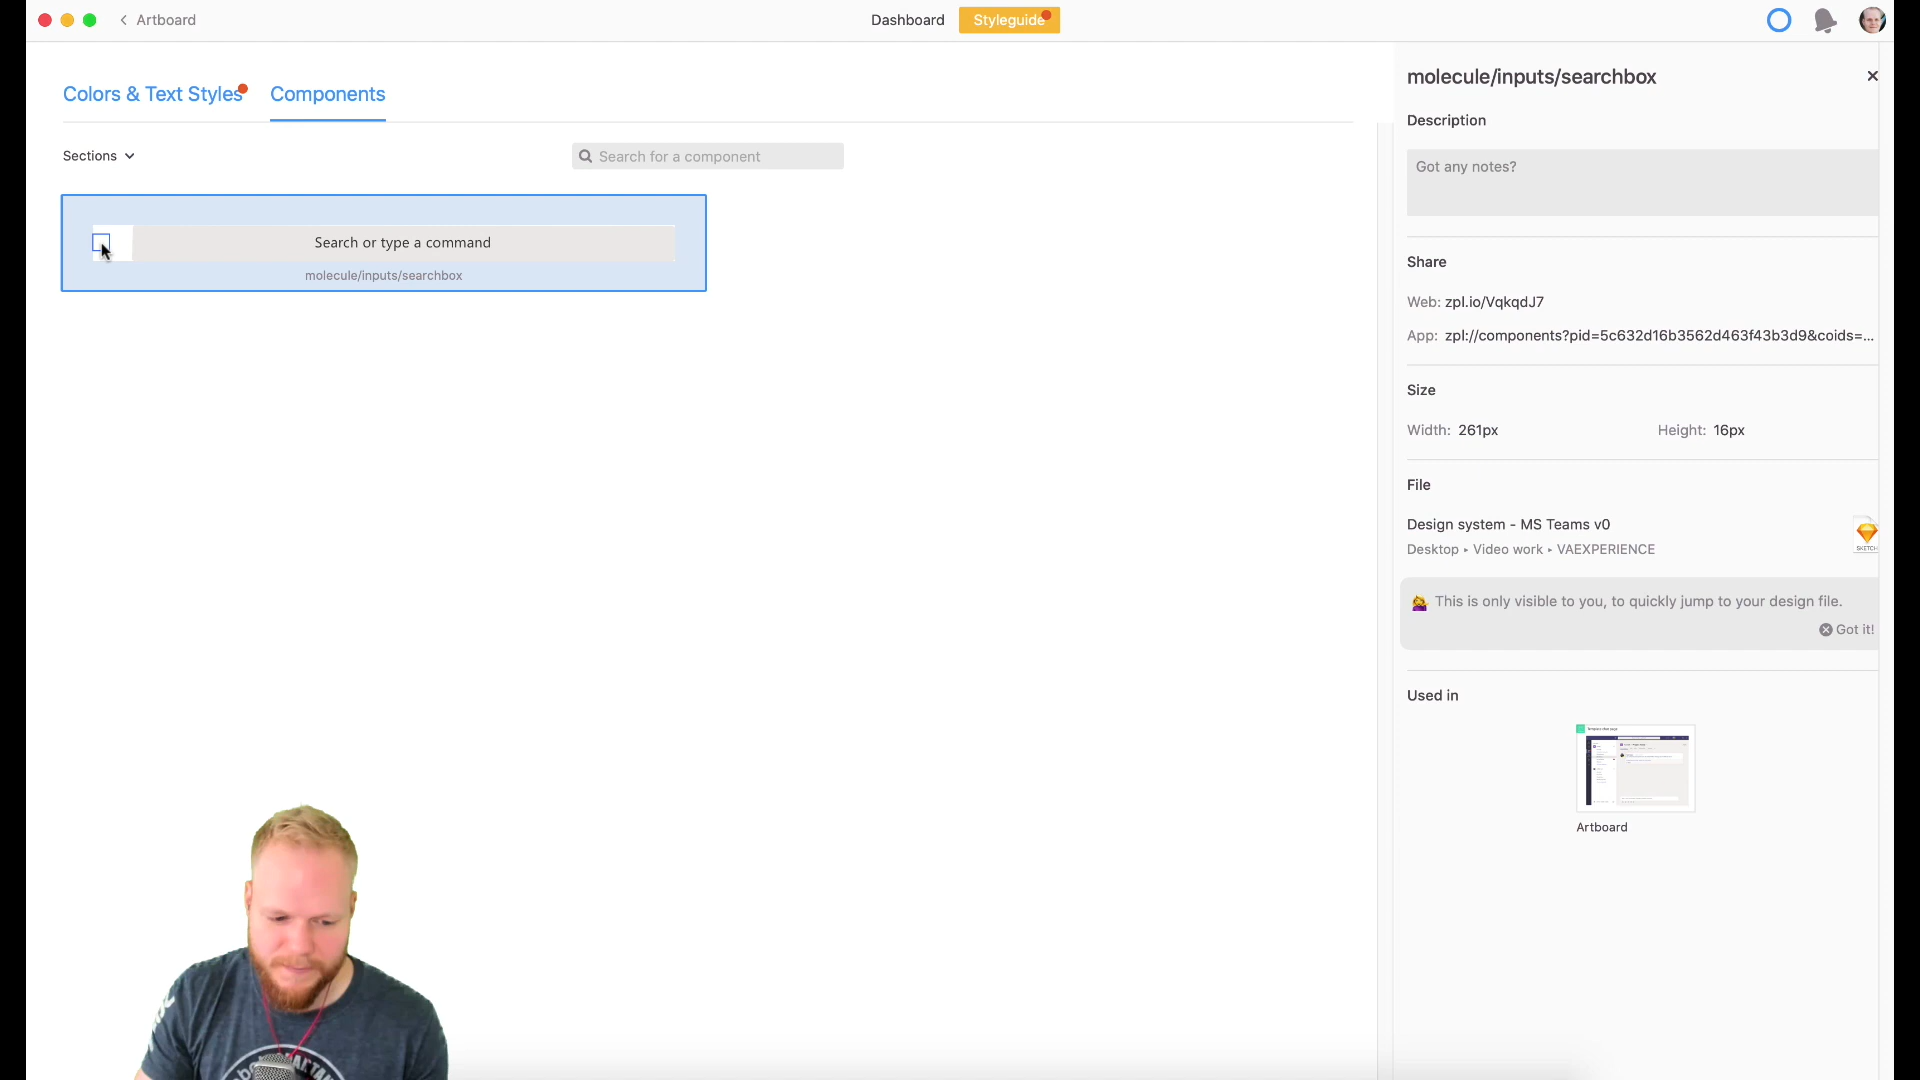 Artboard
Dashboard
Styleguide
Colors & Text Styles
Components
Sections
Search for a component
Search or type a command
molecule/inputs/searchbox
molecule/inputs/searchbox
Description
Got any notes?
Share
Web: zpl.io/VqkqdJ7
App: zpl://components?pid=5c632d16b3562d463f43b3d9&coids=...
Size
Width: 261px
Height: 16px
File
Design system - MS Teams v0
Desktop ▸ Video work ▸ VAEXPERIENCE
SKETCH
This is only visible to you, to quickly jump to your design file.
Got it!
Used in
Artboard